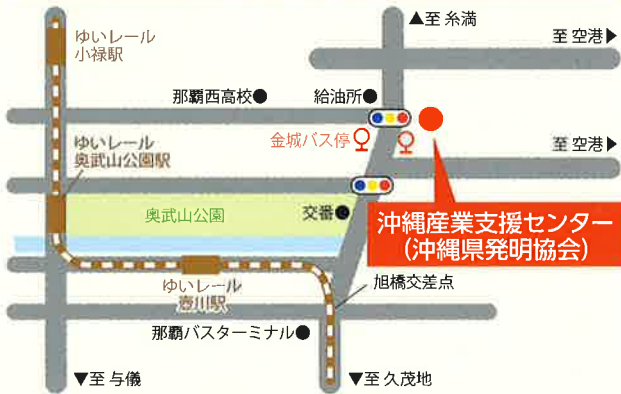 ▲至 糸満
ゆいレール
小禄駅
至 空港▶
那覇西高校●
給油所●
金城バス停
ゆいレール
奥武山公園駅
至 空港▶
奥武山公園
交番●
沖縄産業支援センター
(沖縄県発明協会)
ゆいレール
壺川駅
旭橋交差点
那覇バスターミナル●
▼至 与儀
▼至 久茂地